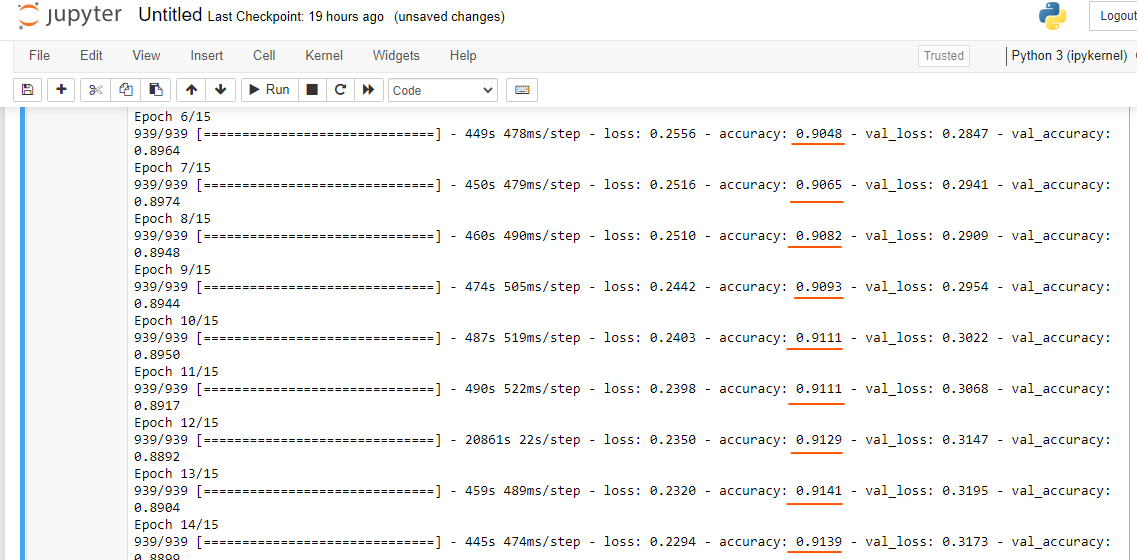 jupyter Untitled Last Checkpoint: 19 hours ago (unsaved changes) Logout
File Edit View Insert Cell Kernel Widgets Help Trusted Python 3 (ipykernel)
Run Code
Epoch 6/15
939/939 [==============================] - 449s 478ms/step - loss: 0.2556 - accuracy: 0.9048 - val_loss: 0.2847 - val_accuracy:
0.8964
Epoch 7/15
939/939 [==============================] - 450s 479ms/step - loss: 0.2516 - accuracy: 0.9065 - val_loss: 0.2941 - val_accuracy:
0.8974
Epoch 8/15
939/939 [==============================] - 460s 490ms/step - loss: 0.2510 - accuracy: 0.9082 - val_loss: 0.2909 - val_accuracy:
0.8948
Epoch 9/15
939/939 [==============================] - 474s 505ms/step - loss: 0.2442 - accuracy: 0.9093 - val_loss: 0.2954 - val_accuracy:
0.8944
Epoch 10/15
939/939 [==============================] - 487s 519ms/step - loss: 0.2403 - accuracy: 0.9111 - val_loss: 0.3022 - val_accuracy:
0.8950
Epoch 11/15
939/939 [==============================] - 490s 522ms/step - loss: 0.2398 - accuracy: 0.9111 - val_loss: 0.3068 - val_accuracy:
0.8917
Epoch 12/15
939/939 [==============================] - 20861s 22s/step - loss: 0.2350 - accuracy: 0.9129 - val_loss: 0.3147 - val_accuracy:
0.8892
Epoch 13/15
939/939 [==============================] - 459s 489ms/step - loss: 0.2320 - accuracy: 0.9141 - val_loss: 0.3195 - val_accuracy:
0.8904
Epoch 14/15
939/939 [==============================] - 445s 474ms/step - loss: 0.2294 - accuracy: 0.9139 - val_loss: 0.3173 - val_accuracy:
0.8899